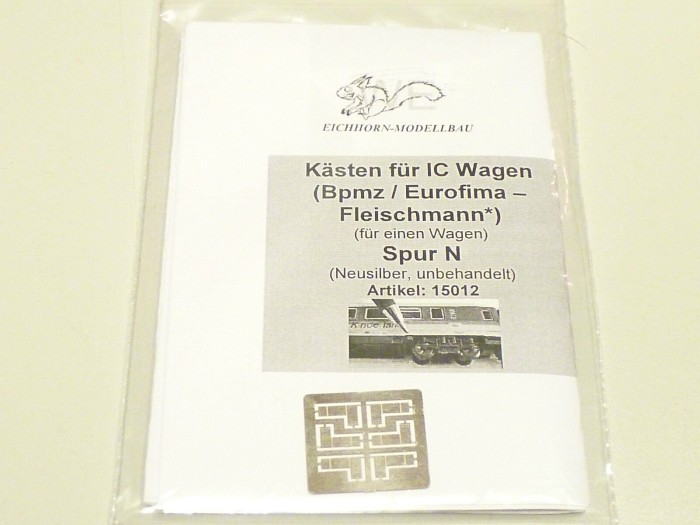 EICHHORN-MODELLBAU
Kästen für IC Wagen
(Bpmz / Eurofima –
Fleischmann*)
(für einen Wagen)
Spur N
(Neusilber, unbehandelt)
Artikel: 15012